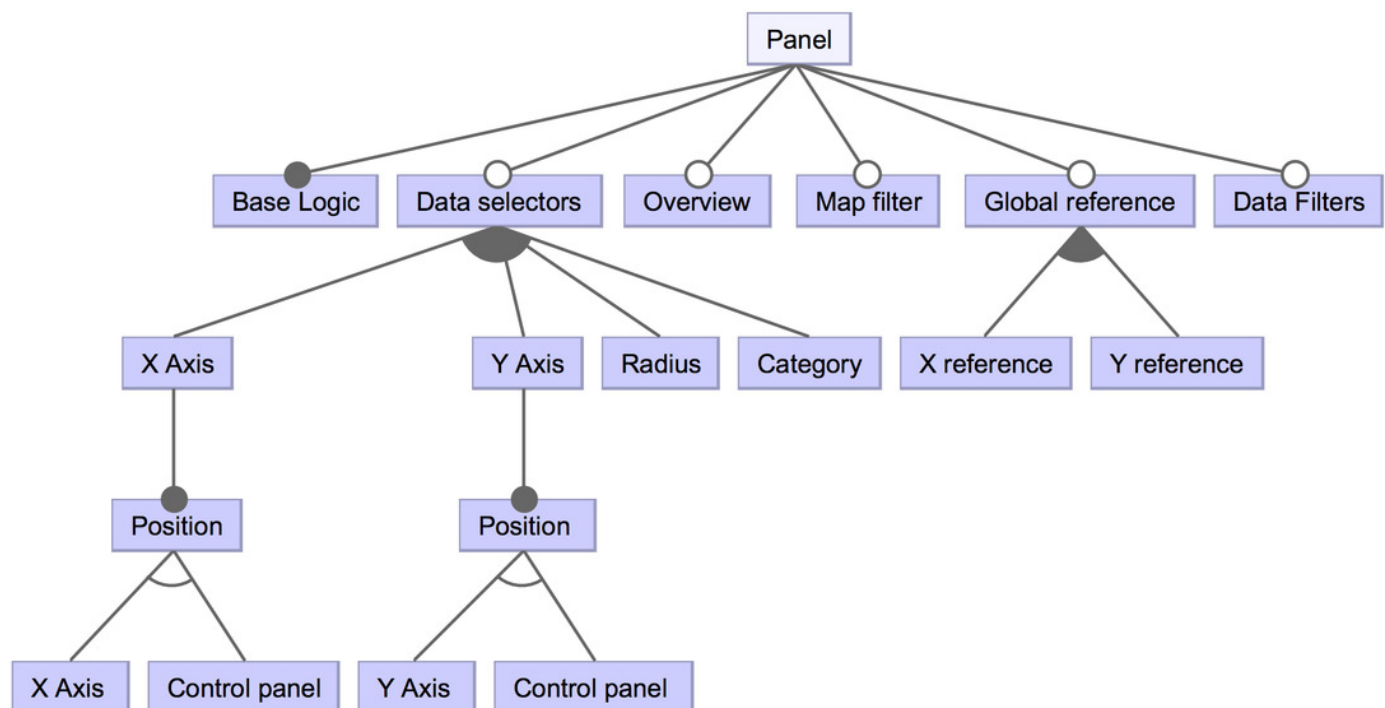 Panel
Base Logic
Data selectors
Overview
Map filter
Global reference
Data Filters
X Axis
Y Axis
Radius
Category
X reference
Y reference
Position
Position
X Axis
Control panel
Y Axis
Control panel